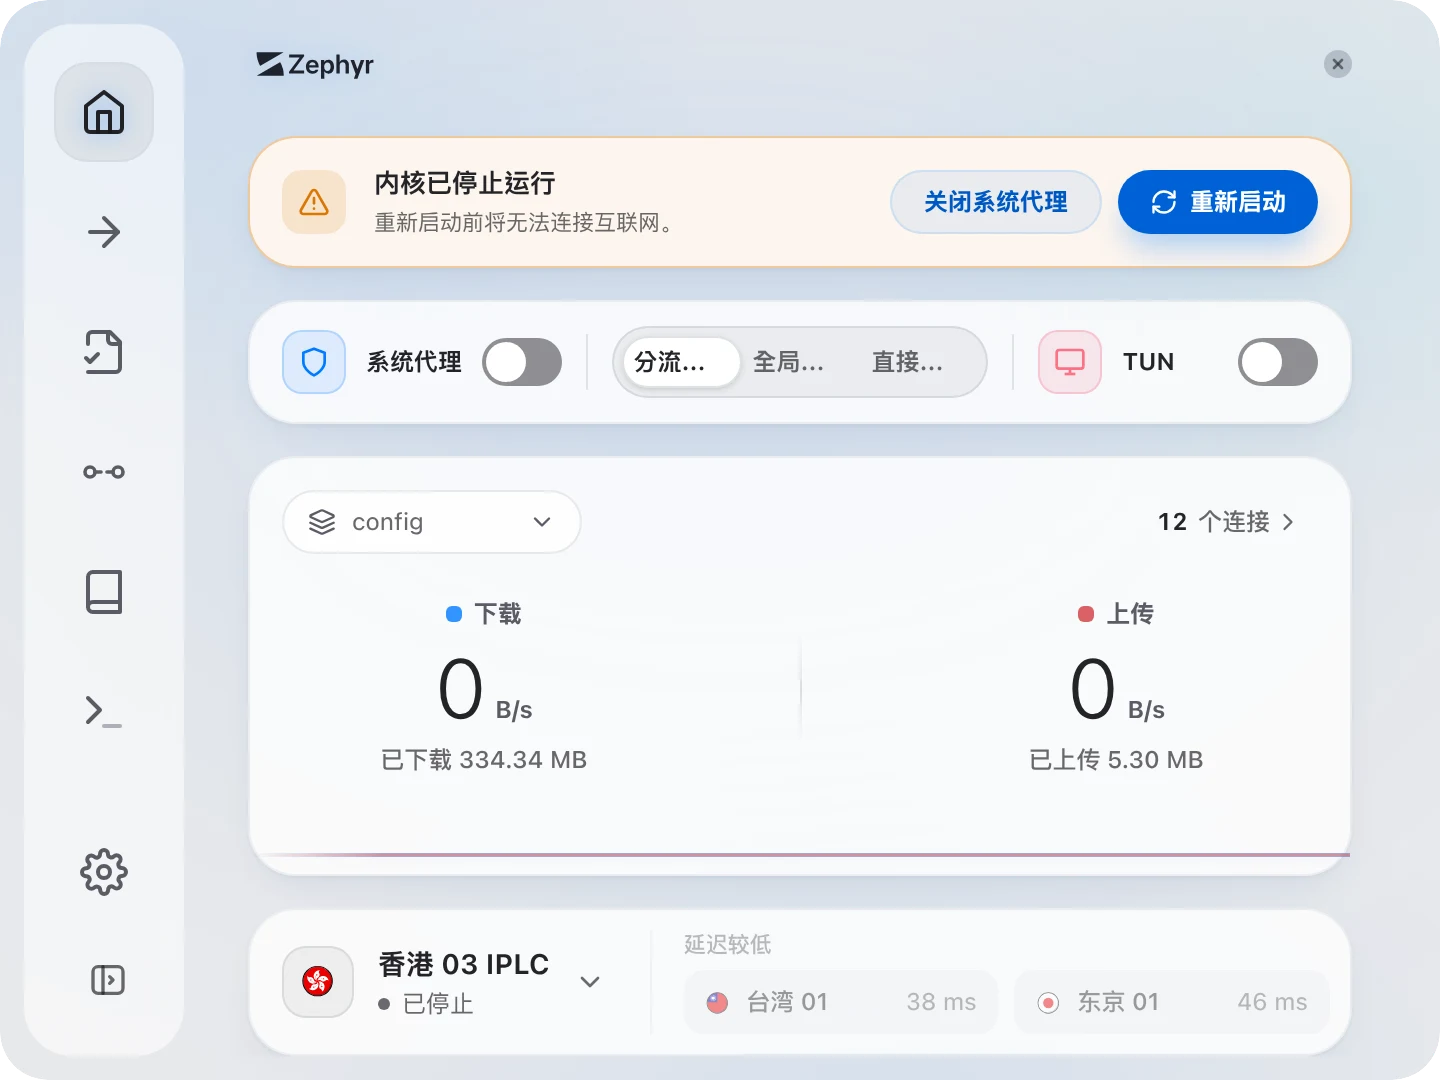 Zephyr
内核已停止运行
重新启动前将无法连接互联网。
关闭系统代理
重新启动
系统代理
分流...
全局...
直接...
TUN
config
12 个连接
下载
0 B/s
已下载 334.34 MB
上传
0 B/s
已上传 5.30 MB
香港 03 IPLC
已停止
延迟较低
台湾 01
38 ms
东京 01
46 ms